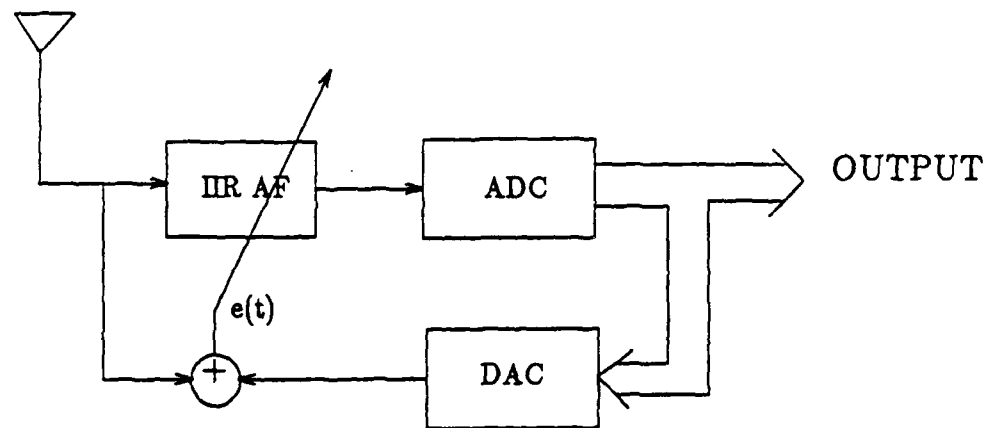 IIR AF
ADC
OUTPUT
e(t)
+
DAC